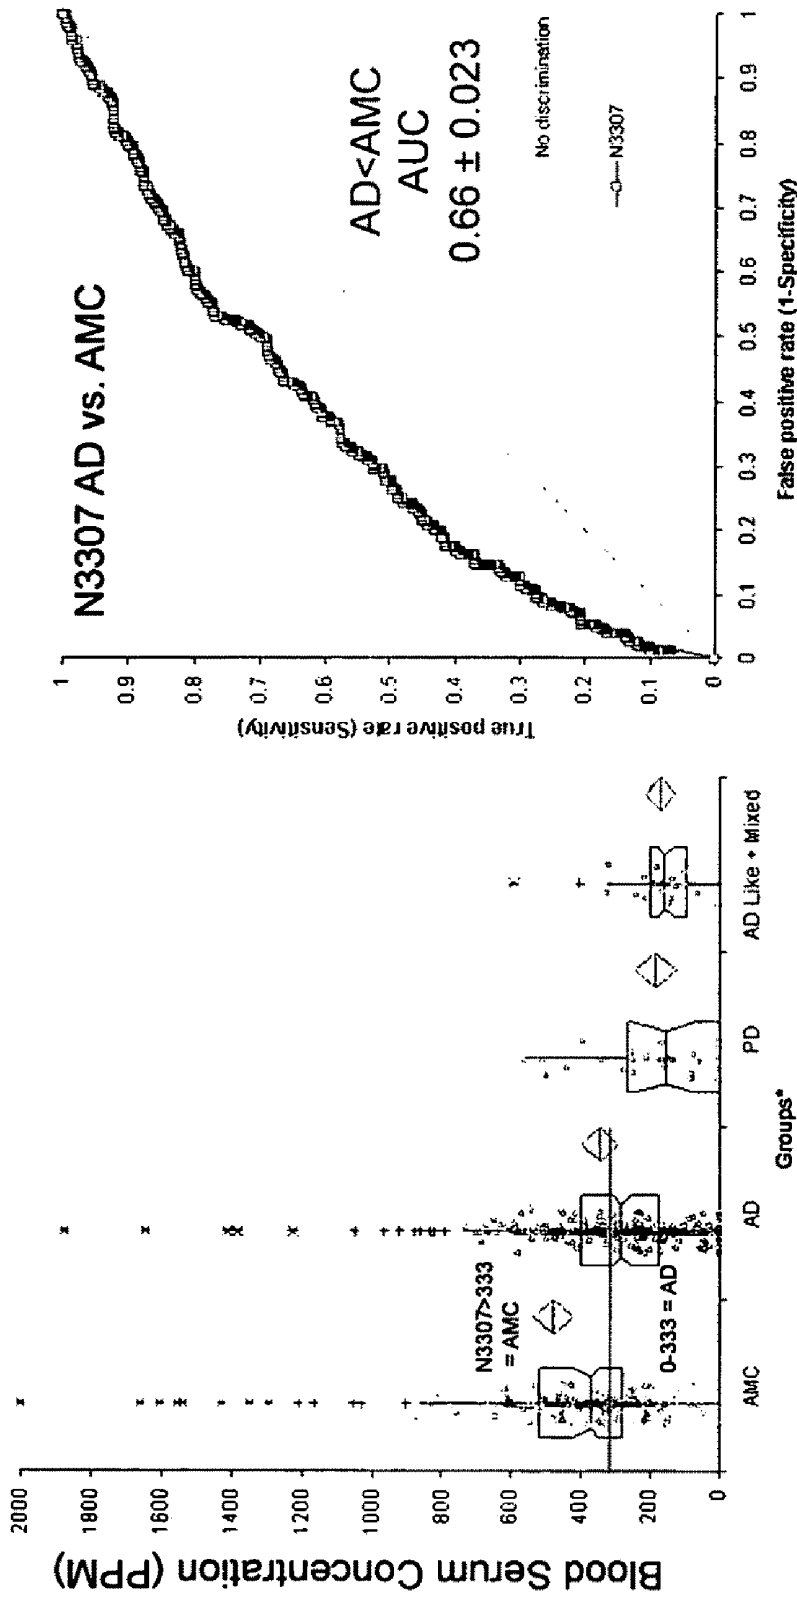 Blood Serum Concentration (PPM)
2000
1800
1600
1400
1200
1000
800
600
400
200
0
N3307>333
= AMC
0-333 = AD
AMC
AD
PD
AD Like + Mixed
Groups*
N3307 AD vs. AMC
True positive rate (Sensitivity)
1
0.9
0.8
0.7
0.6
0.5
0.4
0.3
0.2
0.1
0
AD<AMC
AUC
0.66 ± 0.023
No discrimination
N3307
0
0.1
0.2
0.3
0.4
0.5
0.6
0.7
0.8
0.9
1
False positive rate (1-Specificity)